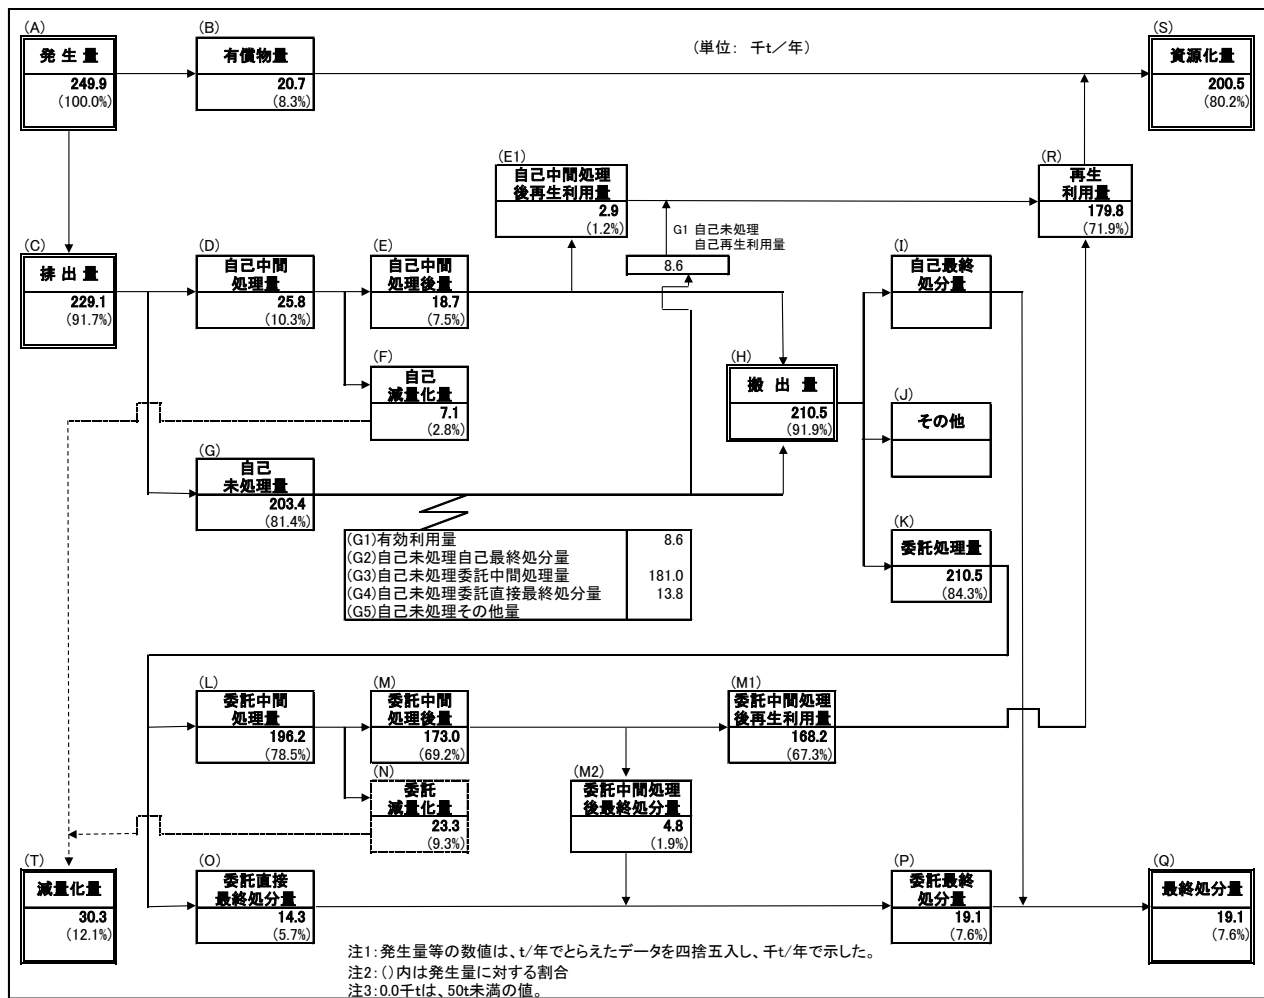 (A)
発 生 量
249.9
(100.0%)
(B)
有償物量
20.7
(8.3%)
(単位: 千t/年)
(S)
資源化量
200.5
(80.2%)
(E1)
自己中間処理
後再生利用量
2.9
(1.2%)
(R)
再生
利用量
179.8
(71.9%)
G1 自己未処理
自己再生利用量
8.6
(C)
排 出 量
229.1
(91.7%)
(D)
自己中間
処理量
25.8
(10.3%)
(E)
自己中間
処理後量
18.7
(7.5%)
(I)
自己最終
処分量
(F)
自己
減量化量
7.1
(2.8%)
(H)
搬 出 量
210.5
(91.9%)
(J)
その他
(G)
自己
未処理量
203.4
(81.4%)
(G1)有効利用量 8.6
(G2)自己未処理自己最終処分量
(G3)自己未処理委託中間処理量 181.0
(G4)自己未処理委託直接最終処分量 13.8
(G5)自己未処理その他量
(K)
委託処理量
210.5
(84.3%)
(L)
委託中間
処理量
196.2
(78.5%)
(M)
委託中間
処理後量
173.0
(69.2%)
(M1)
委託中間処理
後再生利用量
168.2
(67.3%)
(N)
委託
減量化量
23.3
(9.3%)
(M2)
委託中間処理
後最終処分量
4.8
(1.9%)
(T)
減量化量
30.3
(12.1%)
(O)
委託直接
最終処分量
14.3
(5.7%)
(P)
委託最終
処分量
19.1
(7.6%)
(Q)
最終処分量
19.1
(7.6%)
注1:発生量等の数値は、t/年でとらえたデータを四捨五入し、千t/年で示した。
注2:()内は発生量に対する割合
注3:0.0千tは、50t未満の値。